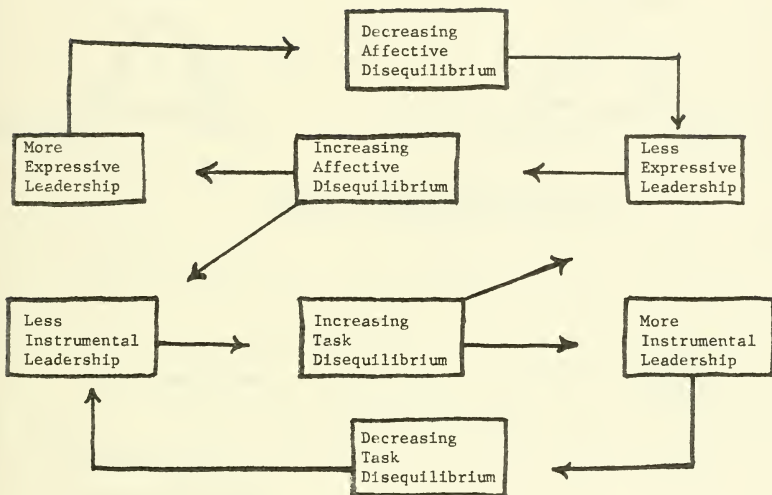 Decreasing
Affective
Disequilibrium
More
Expressive
Leadership
Increasing
Affective
Disequilibrium
Less
Expressive
Leadership
Less
Instrumental
Leadership
Increasing
Task
Disequilibrium
More
Instrumental
Leadership
Decreasing
Task
Disequilibrium